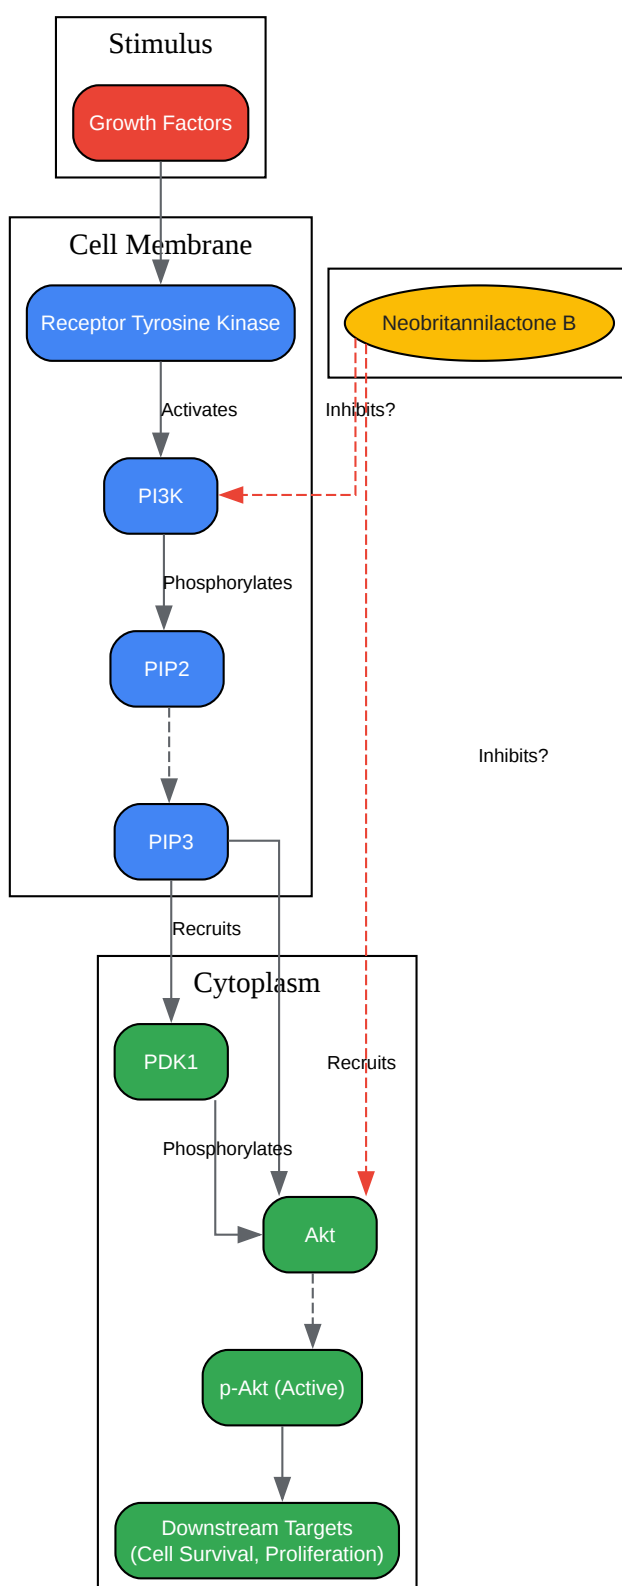 Stimulus
Growth Factors
Cell Membrane
Receptor Tyrosine Kinase
Neobritannilactone B
Activates
Inhibits?
PI3K
Phosphorylates
PIP2
Inhibits?
PIP3
Recruits
Cytoplasm
PDK1
Recruits
Phosphorylates
Akt
p-Akt (Active)
Downstream Targets
(Cell Survival, Proliferation)